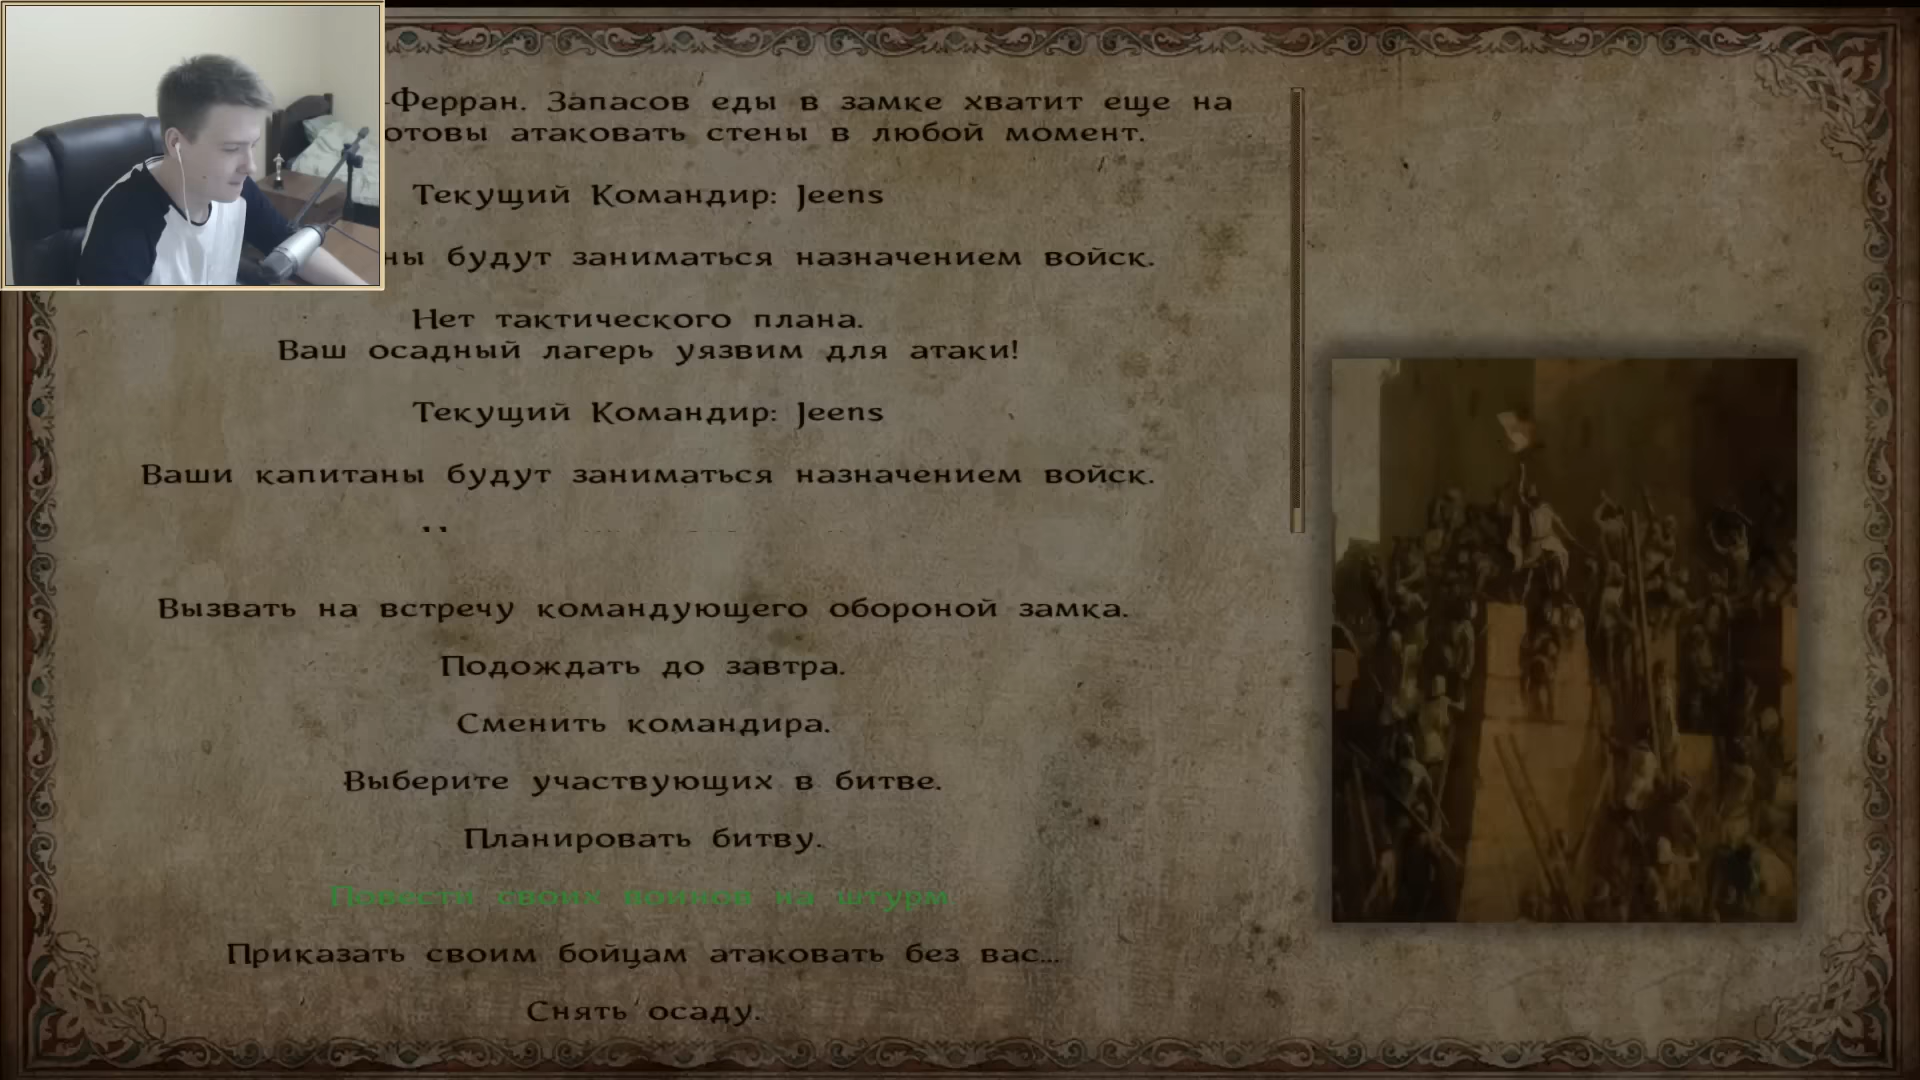 -Ферран. Запасов еды в замке хватит еще на
отовы атаковать стены в любой момент.
Текущий Командир: Jeens
ны будут заниматься назначением войск.
Нет тактического плана.
Ваш осадный лагерь уязвим для атаки!
Текущий Командир: Jeens
Ваши капитаны будут заниматься назначением войск.
Вызвать на встречу командующего обороной замка.
Подождать до завтра.
Сменить командира.
Выберите участвующих в битве.
Планировать битву.
Повести своих воинов на штурм
Приказать своим бойцам атаковать без вас...
Снять осаду.